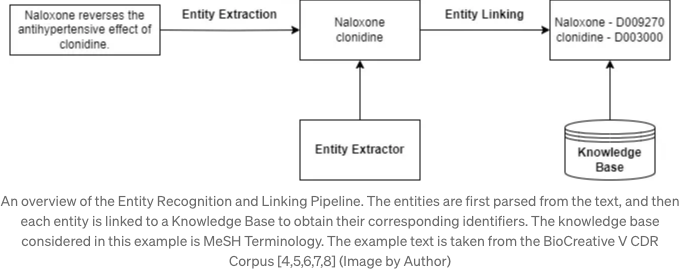 Naloxone reverses the
antihypertensive effect of
clonidine.
Entity Extraction
Naloxone
clonidine
Entity Linking
Naloxone - D009270
clonidine - D003000
Entity Extractor
Knowledge
Base
An overview of the Entity Recognition and Linking Pipeline. The entities are first parsed from the text, and then
each entity is linked to a Knowledge Base to obtain their corresponding identifiers. The knowledge base
considered in this example is MeSH Terminology. The example text is taken from the BioCreative V CDR
Corpus [4,5,6,7,8] (Image by Author)